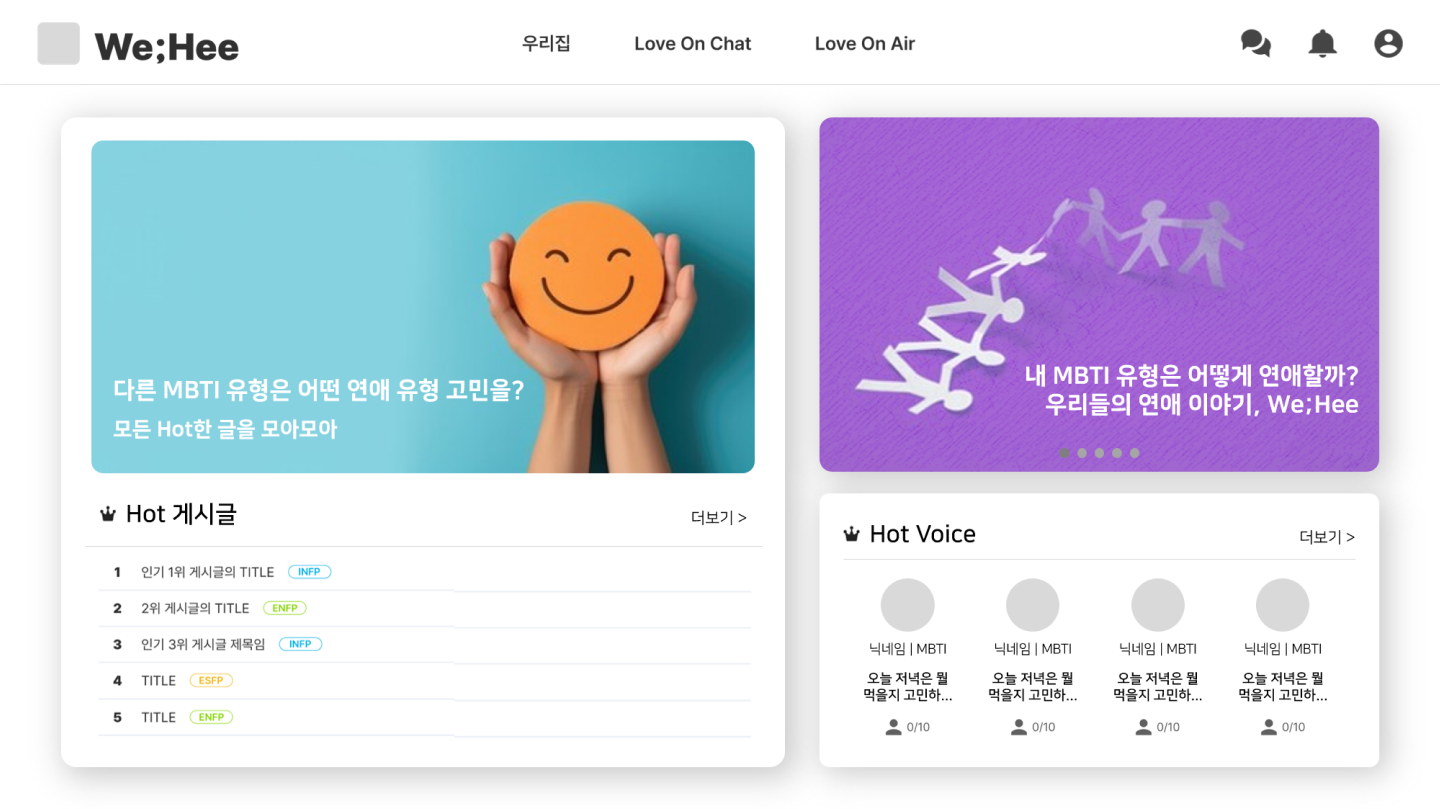 We;Hee
우리집
Love On Chat
Love On Air
다른 MBTI 유형은 어떤 연애 유형 고민을?
모든 Hot한 글을 모아모아
Hot 게시글
더보기 >
1 인기 1위 게시글의 TITLE INFP
2 2위 게시글의 TITLE ENFP
3 인기 3위 게시글 제목임 INFP
4 TITLE ESFP
5 TITLE ENFP
내 MBTI 유형은 어떻게 연애할까?
우리들의 연애 이야기, We;Hee
Hot Voice
더보기 >
닉네임 | MBTI
오늘 저녁은 뭘
먹을지 고민하...
0/10
닉네임 | MBTI
오늘 저녁은 뭘
먹을지 고민하...
0/10
닉네임 | MBTI
오늘 저녁은 뭘
먹을지 고민하...
0/10
닉네임 | MBTI
오늘 저녁은 뭘
먹을지 고민하...
0/10